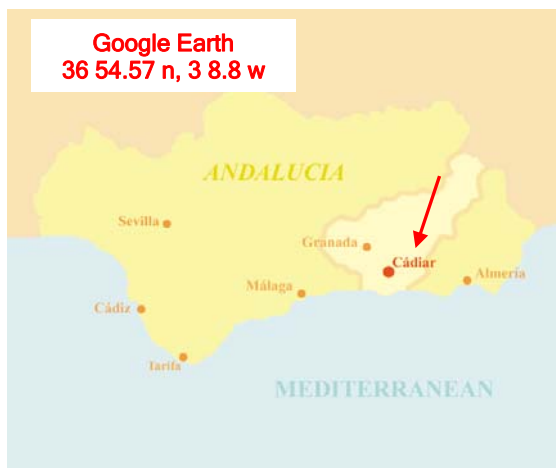 Google Earth
36 54.57 n, 3 8.8 w
ANDALUCIA
Sevilla
Granada
Cádiar
Almería
Málaga
Cádiz
Tarifa
MEDITERRANEAN